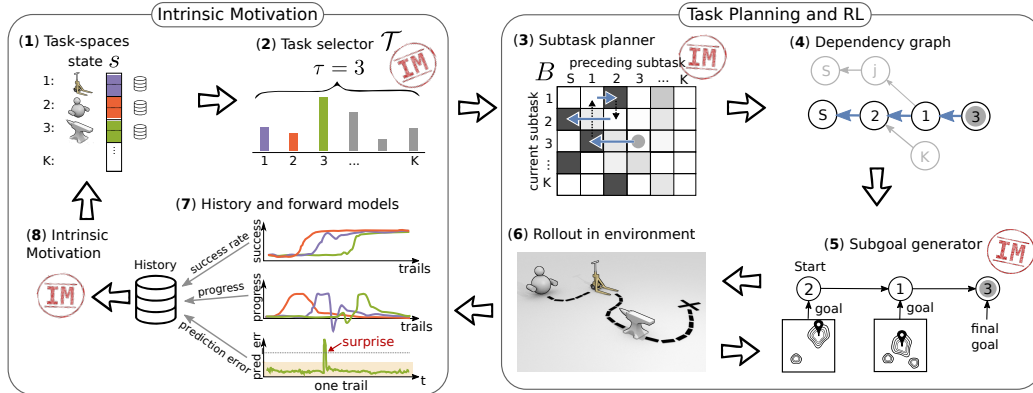 Intrinsic Motivation
(1) Task-spaces
state S
1:
2:
3:
⋮
K:
(2) Task selector 𝒯
IM
τ = 3
1 2 3 ... K
Task Planning and RL
(3) Subtask planner
IM
B preceding subtask
S 1 2 3 ... K
current subtask
1
2
3
⋮
K
(4) Dependency graph
S j
S 2 1 3
K
(5) Subgoal generator
IM
Start
2 1 3
goal goal
final
goal
(6) Rollout in environment
(7) History and forward models
success
trails
progress
trails
pred err
surprise
one trail t
success rate
progress
prediction error
History
(8) Intrinsic
Motivation
IM